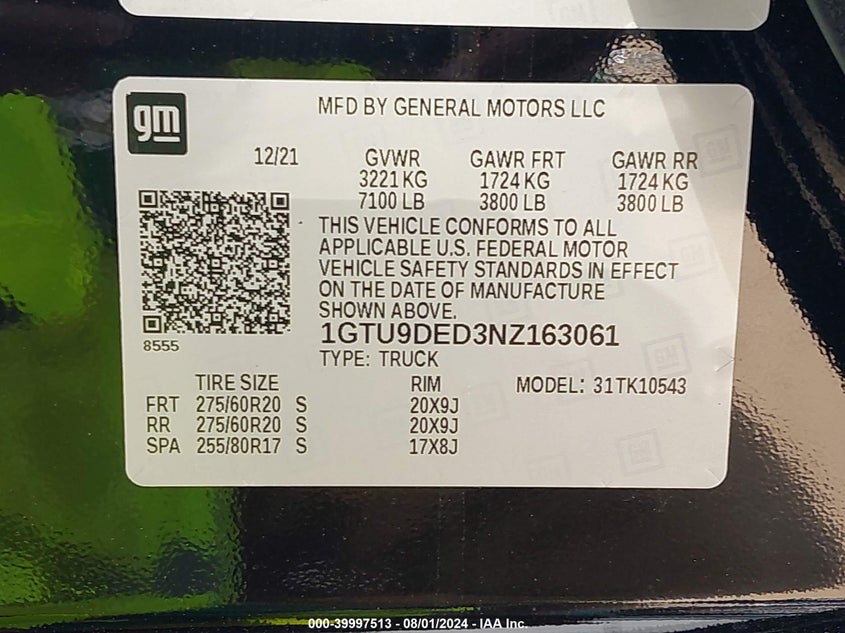 gm
MFD BY GENERAL MOTORS LLC
12/21 GVWR GAWR FRT GAWR RR
3221 KG 1724 KG 1724 KG
7100 LB 3800 LB 3800 LB
THIS VEHICLE CONFORMS TO ALL
APPLICABLE U.S. FEDERAL MOTOR
VEHICLE SAFETY STANDARDS IN EFFECT
ON THE DATE OF MANUFACTURE
SHOWN ABOVE.
8555
1GTU9DED3NZ163061
TYPE: TRUCK
TIRE SIZE RIM MODEL: 31TK10543
FRT 275/60R20 S 20X9J
RR 275/60R20 S 20X9J
SPA 255/80R17 S 17X8J
000-39997513 - 08/01/2024 - IAA Inc.